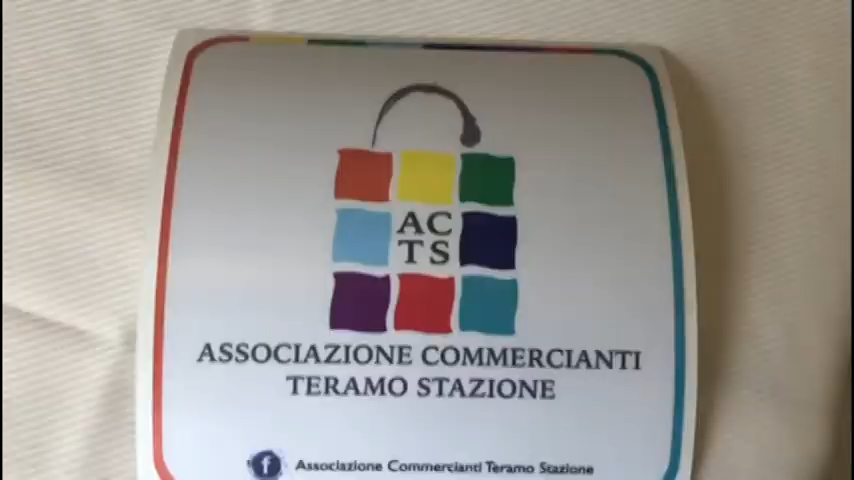 AC
TS
ASSOCIAZIONE COMMERCIANTI
TERAMO STAZIONE
f Associazione Commercianti Teramo Stazione